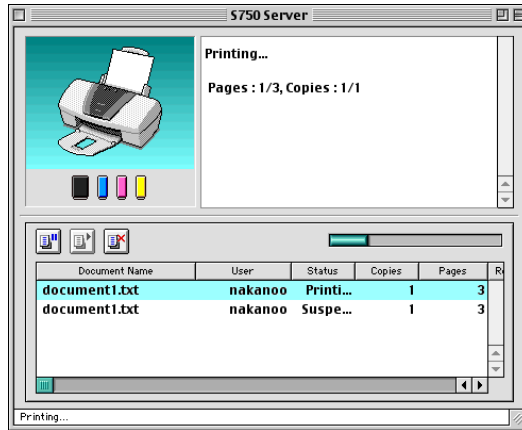 S750 Server
Printing...
Pages : 1/3, Copies : 1/1
Document Name User Status Copies Pages
document1.txt nakanoo Printi... 1 3
document1.txt nakanoo Suspe... 1 3
Printing...